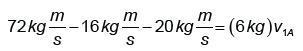 72 kg m/s − 16 kg m/s − 20 kg m/s = (6 kg) v₁A